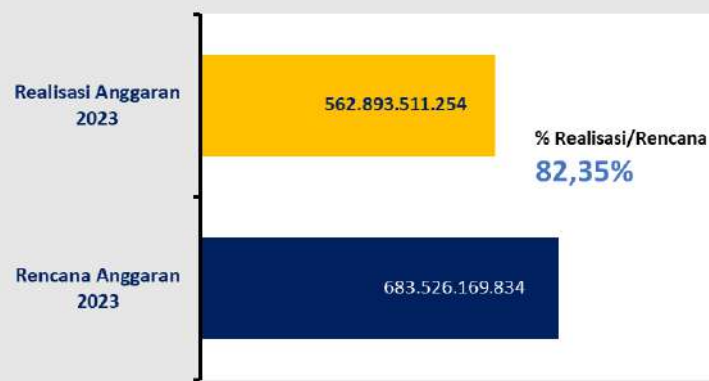 Realisasi Anggaran
2023
562.893.511.254
% Realisasi/Rencana
82,35%
Rencana Anggaran
2023
683.526.169.834